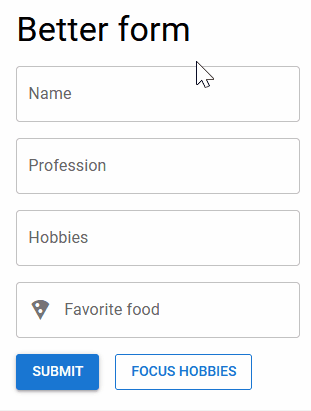 Better form
Name
Profession
Hobbies
Favorite food
SUBMIT
FOCUS HOBBIES